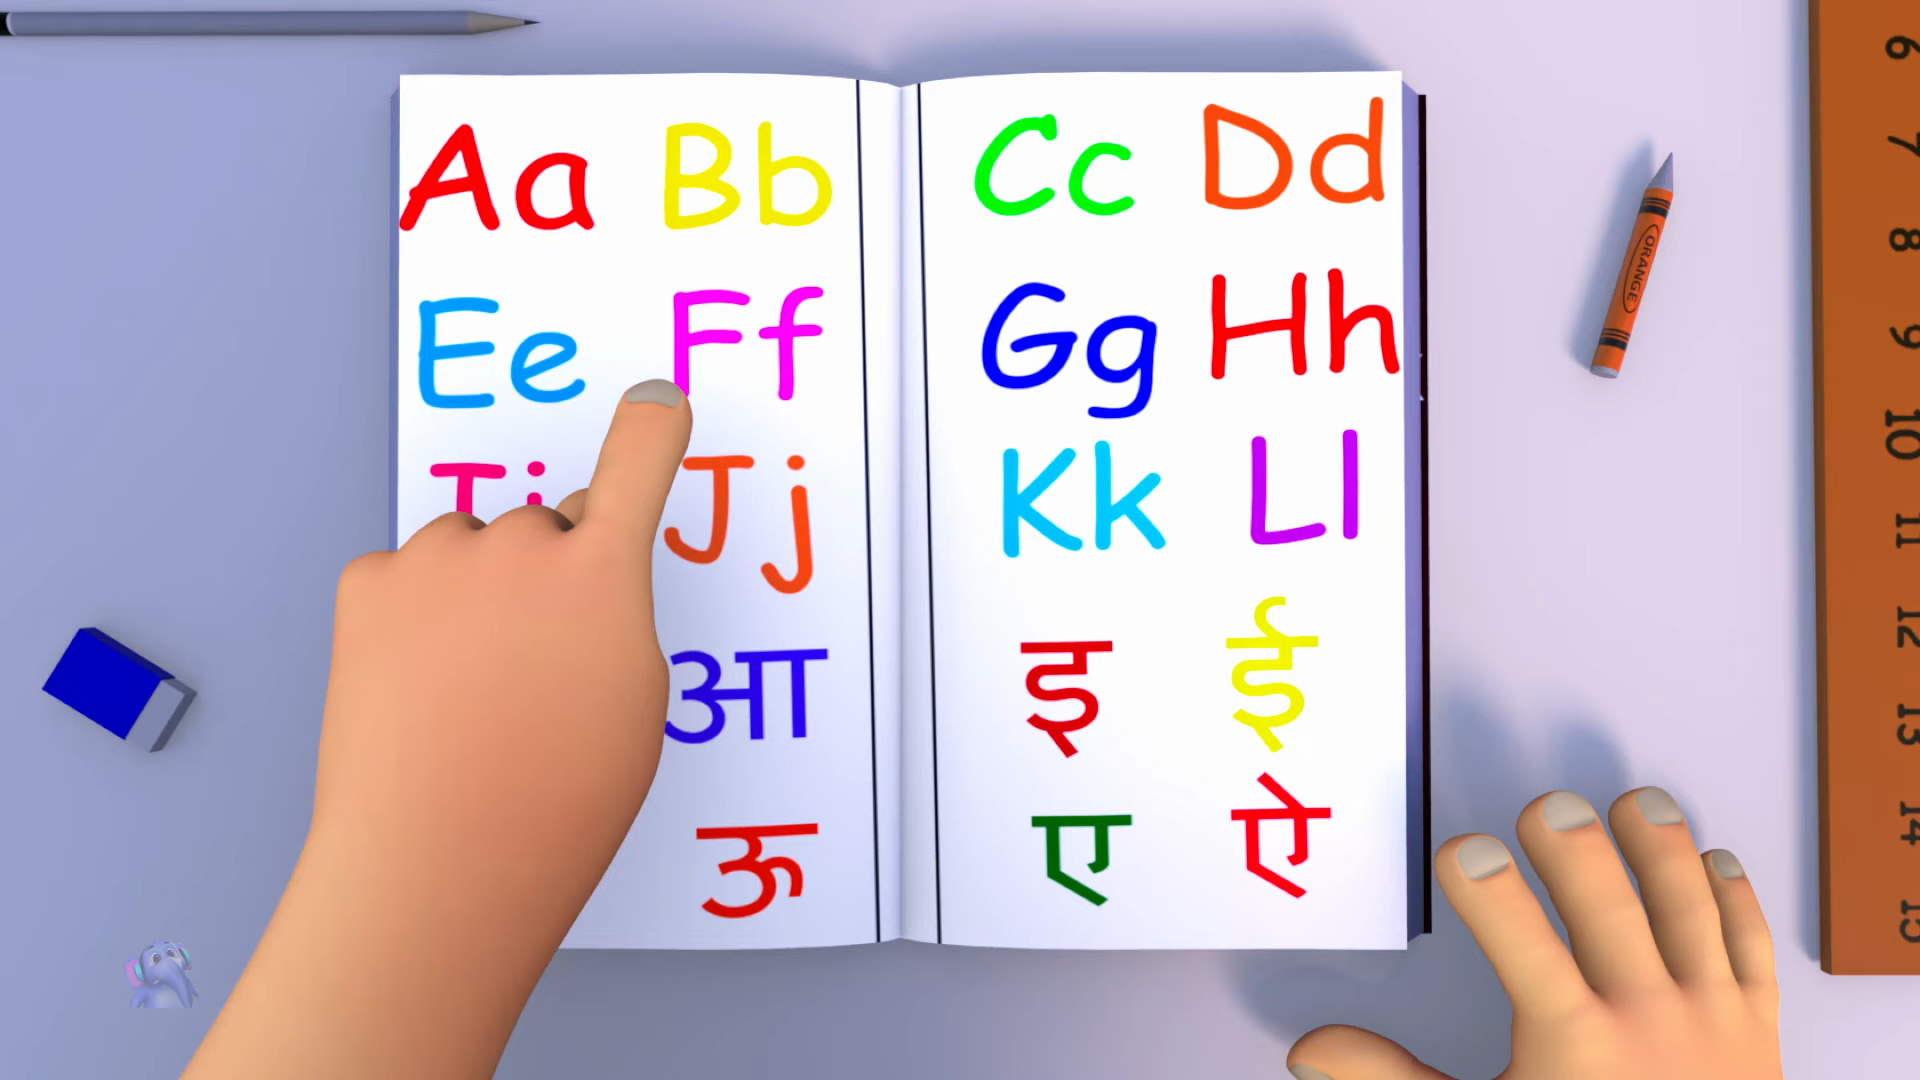 Aa Bb Cc Dd
Ee Ff Gg Hh
Ii Jj Kk Ll
आ इ ई
ऊ ए ऐ
ORANGE
6
7
8
9
10
11
12
13
14
15